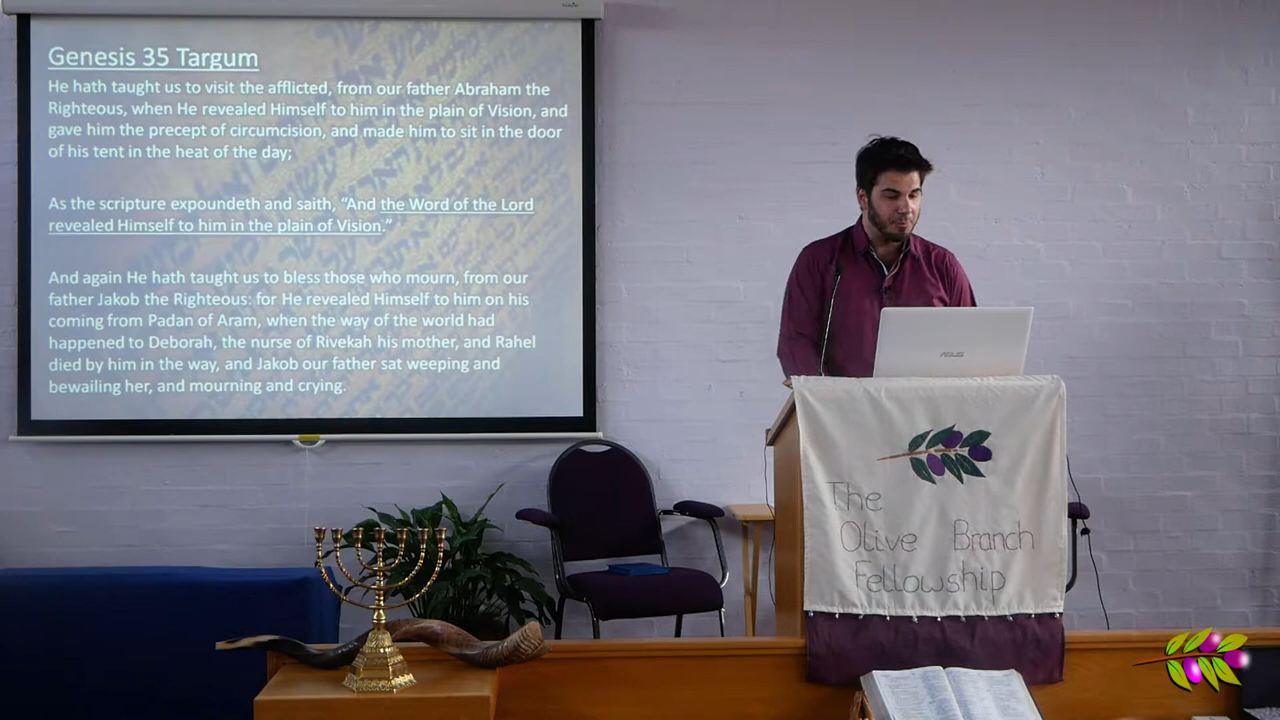 Genesis 35 Targum
He hath taught us to visit the afflicted, from our father Abraham the
Righteous, when He revealed Himself to him in the plain of Vision, and
gave him the precept of circumcision, and made him to sit in the door
of his tent in the heat of the day;
As the scripture expoundeth and saith, “And the Word of the Lord
revealed Himself to him in the plain of Vision.”
And again He hath taught us to bless those who mourn, from our
father Jakob the Righteous: for He revealed Himself to him on his
coming from Padan of Aram, when the way of the world had
happened to Deborah, the nurse of Rivekah his mother, and Rahel
died by him in the way, and Jakob our father sat weeping and
bewailing her, and mourning and crying.
ASUS
The
Olive Branch
Fellowship